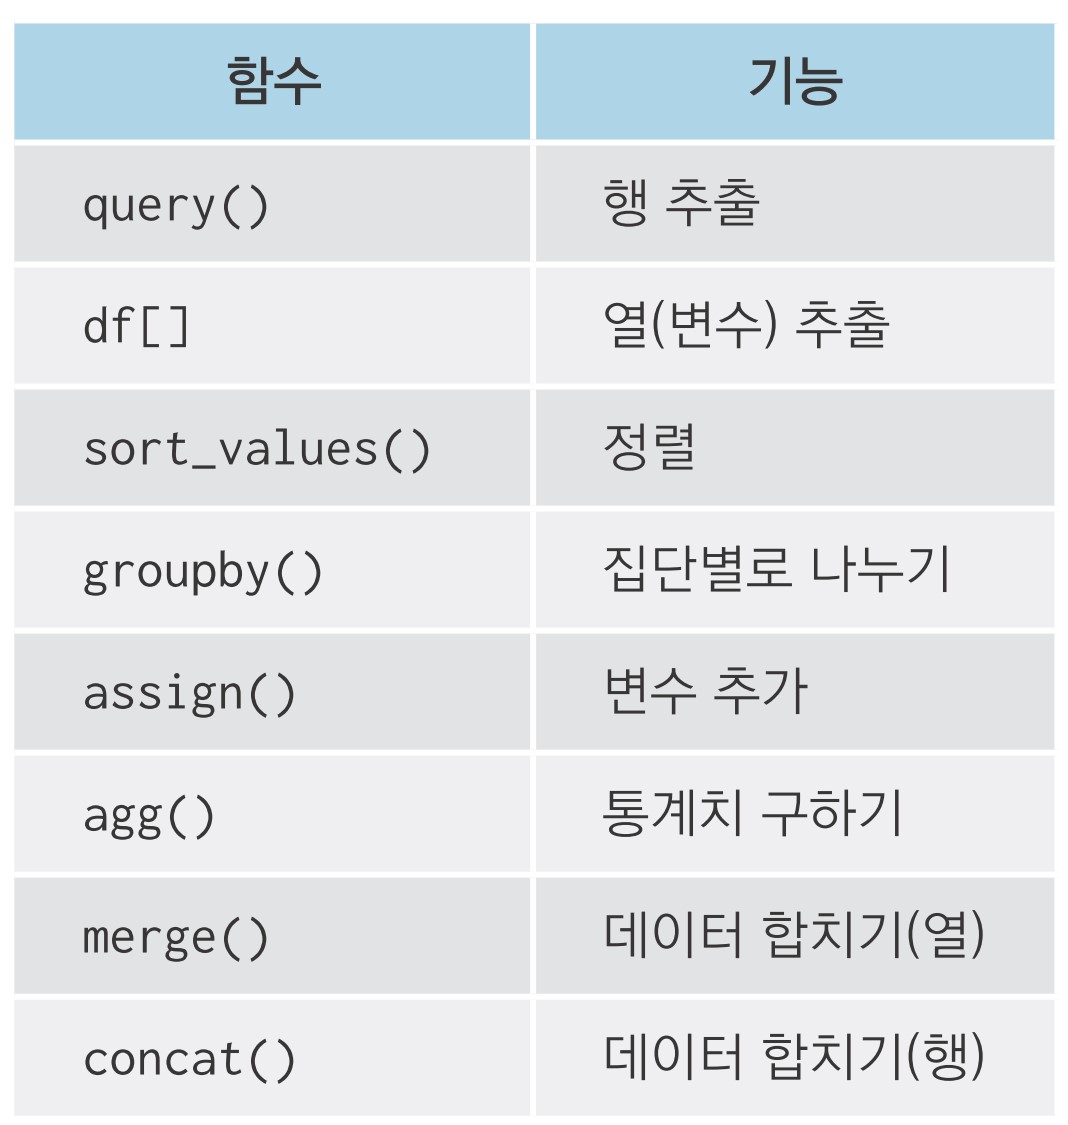 함수 기능
query() 행 추출
df[] 열(변수) 추출
sort_values() 정렬
groupby() 집단별로 나누기
assign() 변수 추가
agg() 통계치 구하기
merge() 데이터 합치기(열)
concat() 데이터 합치기(행)